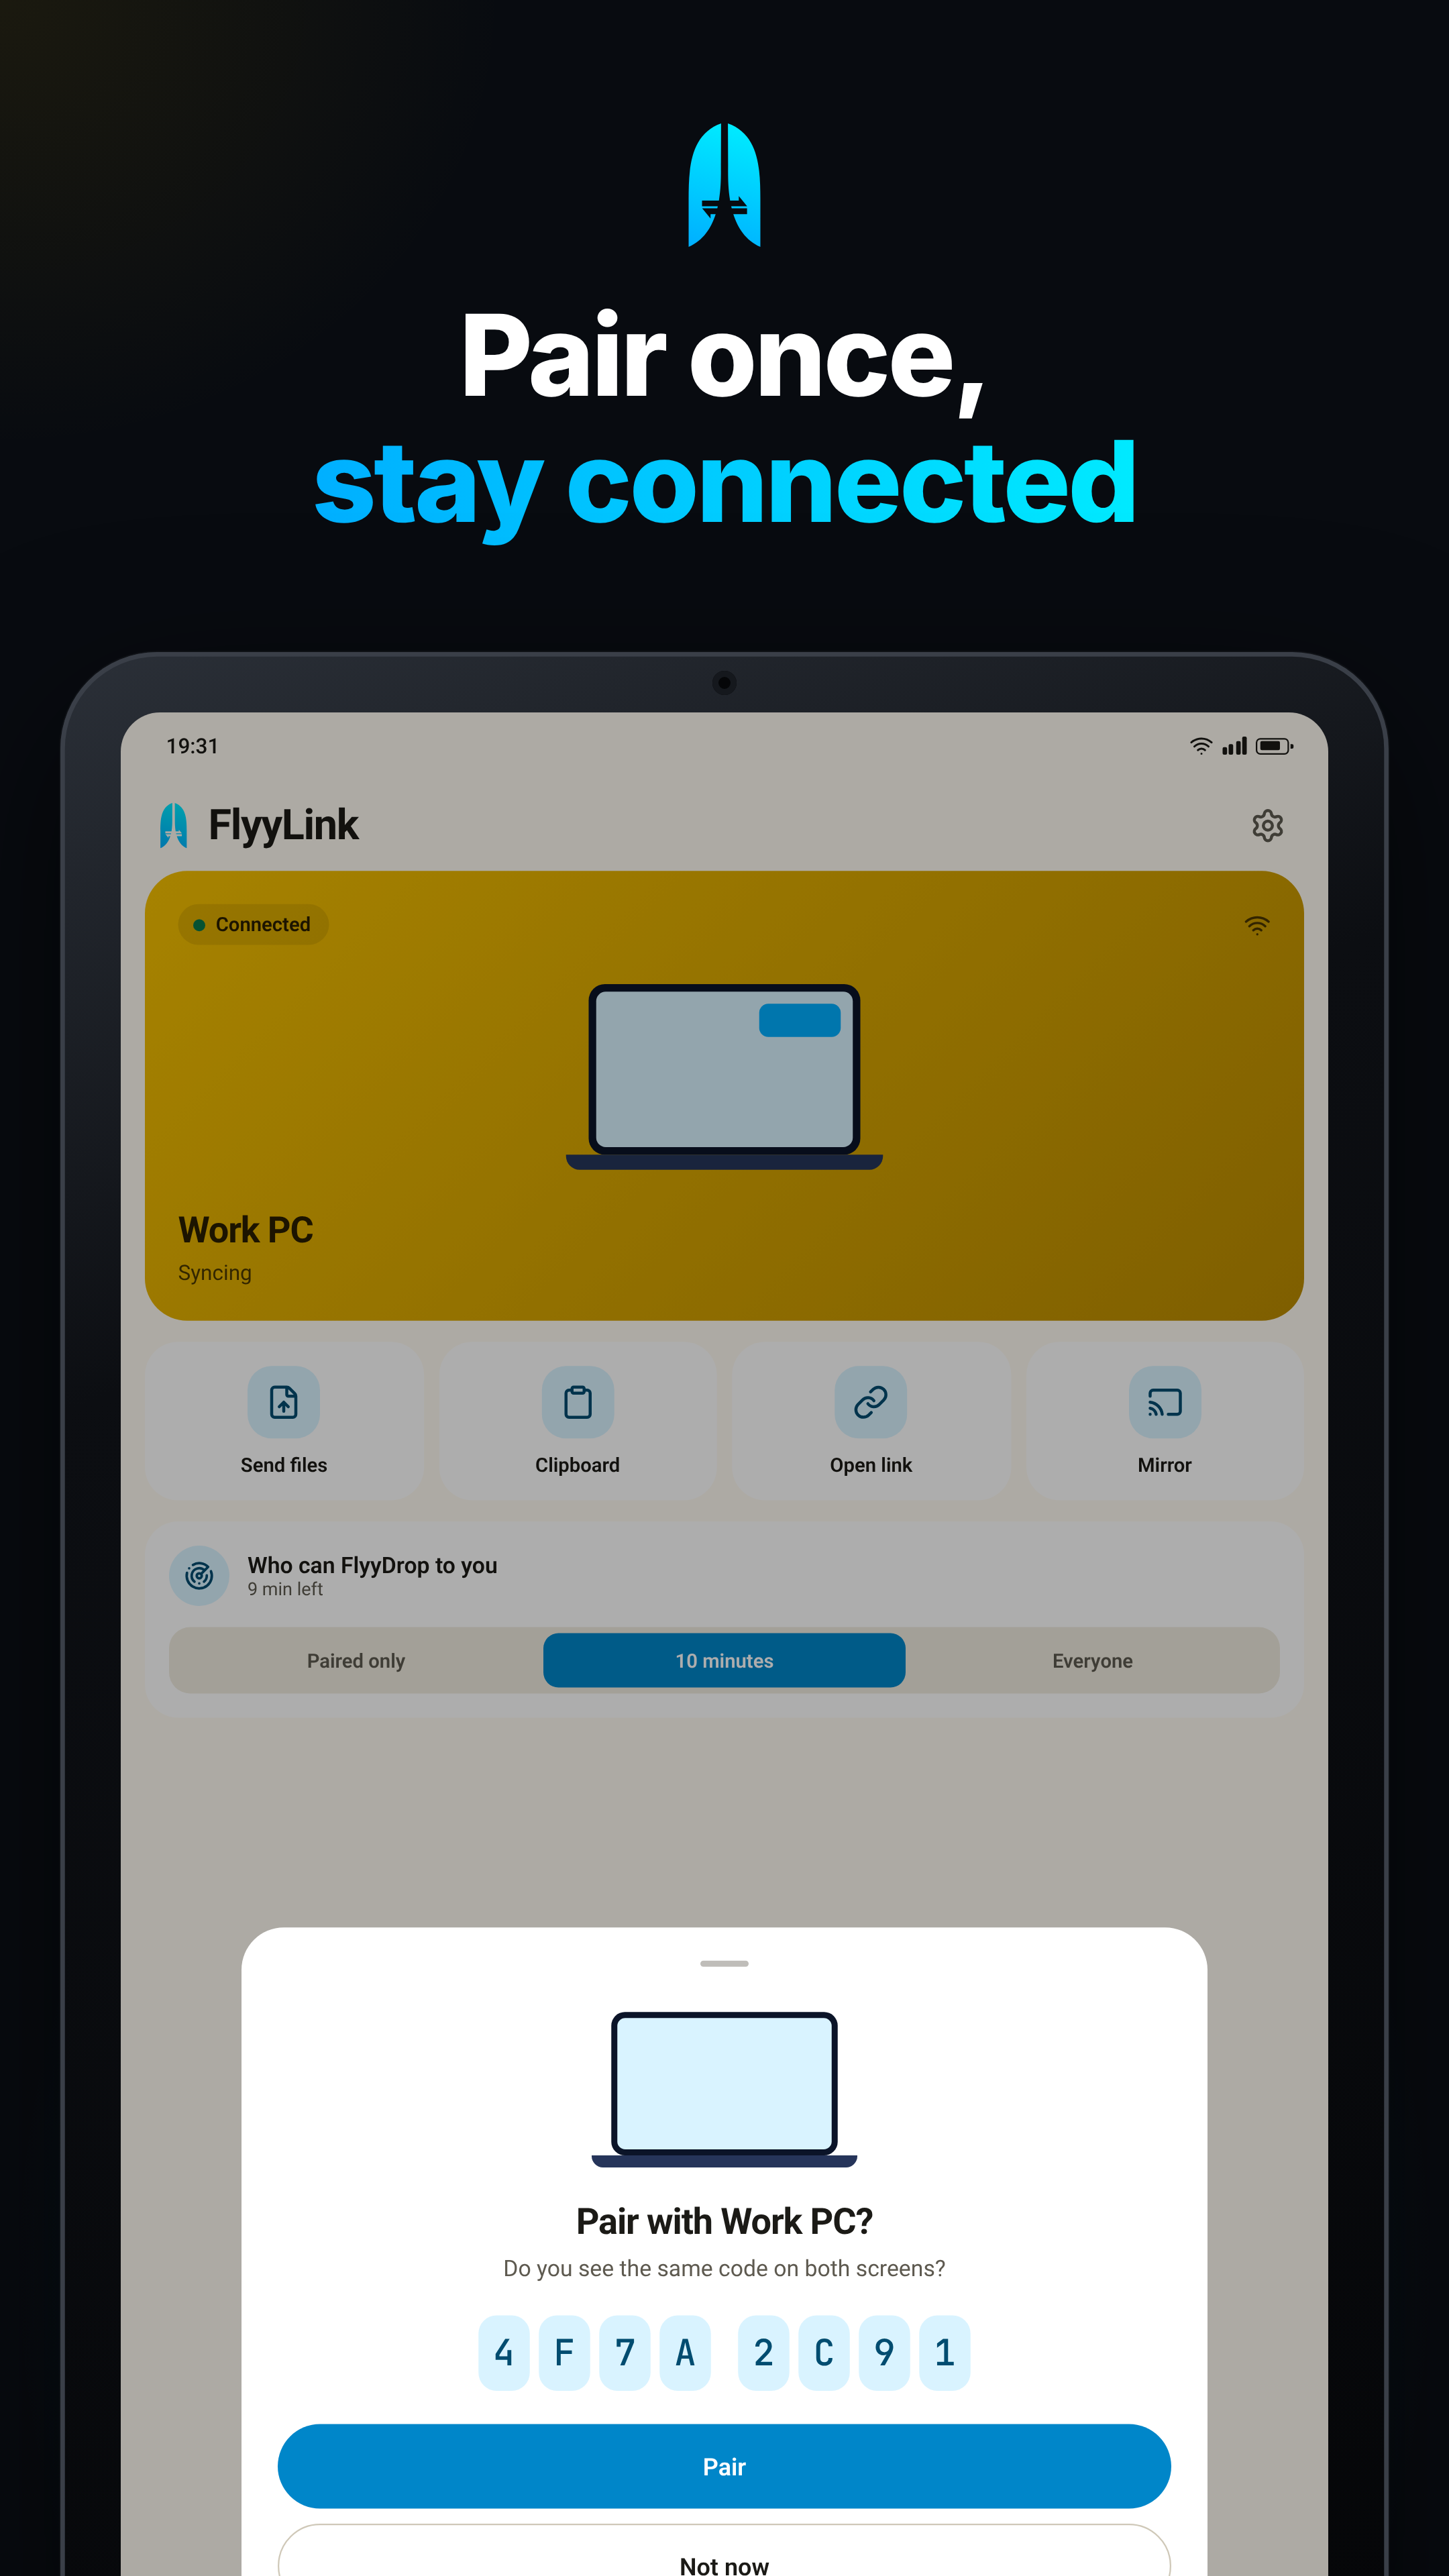 Pair once,
stay connected
19:31
FlyyLink
Connected
Work PC
Syncing
Send files
Clipboard
Open link
Mirror
Who can FlyyDrop to you
9 min left
Paired only
10 minutes
Everyone
Pair with Work PC?
Do you see the same code on both screens?
4 F 7 A 2 C 9 1
Pair
Not now